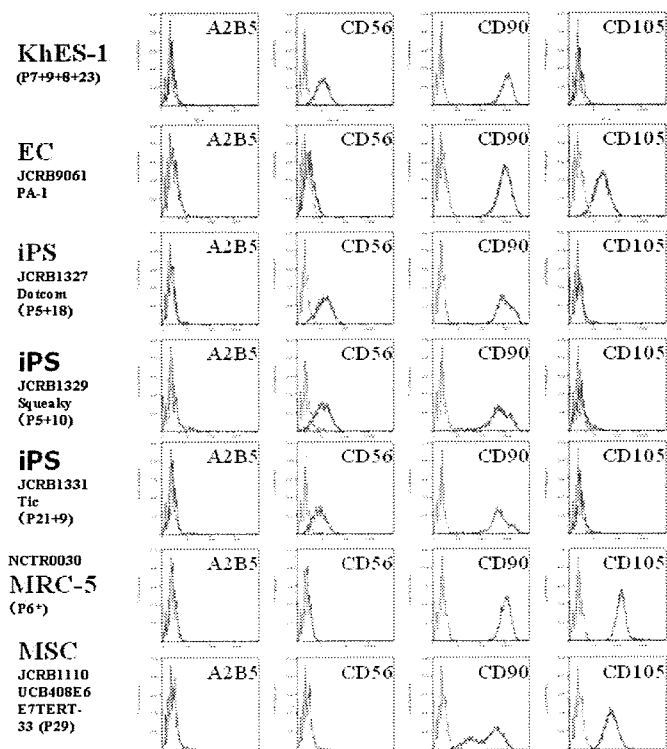 KhES-1
(P7+9+8+23)
A2B5
CD56
CD90
CD105
EC
JCRB9061
PA-1
A2B5
CD56
CD90
CD105
iPS
JCRB1327
Dotcom
(P5+18)
A2B5
CD56
CD90
CD105
iPS
JCRB1329
Squeaky
(P5+10)
A2B5
CD56
CD90
CD105
iPS
JCRB1331
Tic
(P21+9)
A2B5
CD56
CD90
CD105
NCTR0030
MRC-5
(P6+)
A2B5
CD56
CD90
CD105
MSC
JCRB1110
UCB408E6
E7TERT-
33 (P29)
A2B5
CD56
CD90
CD105